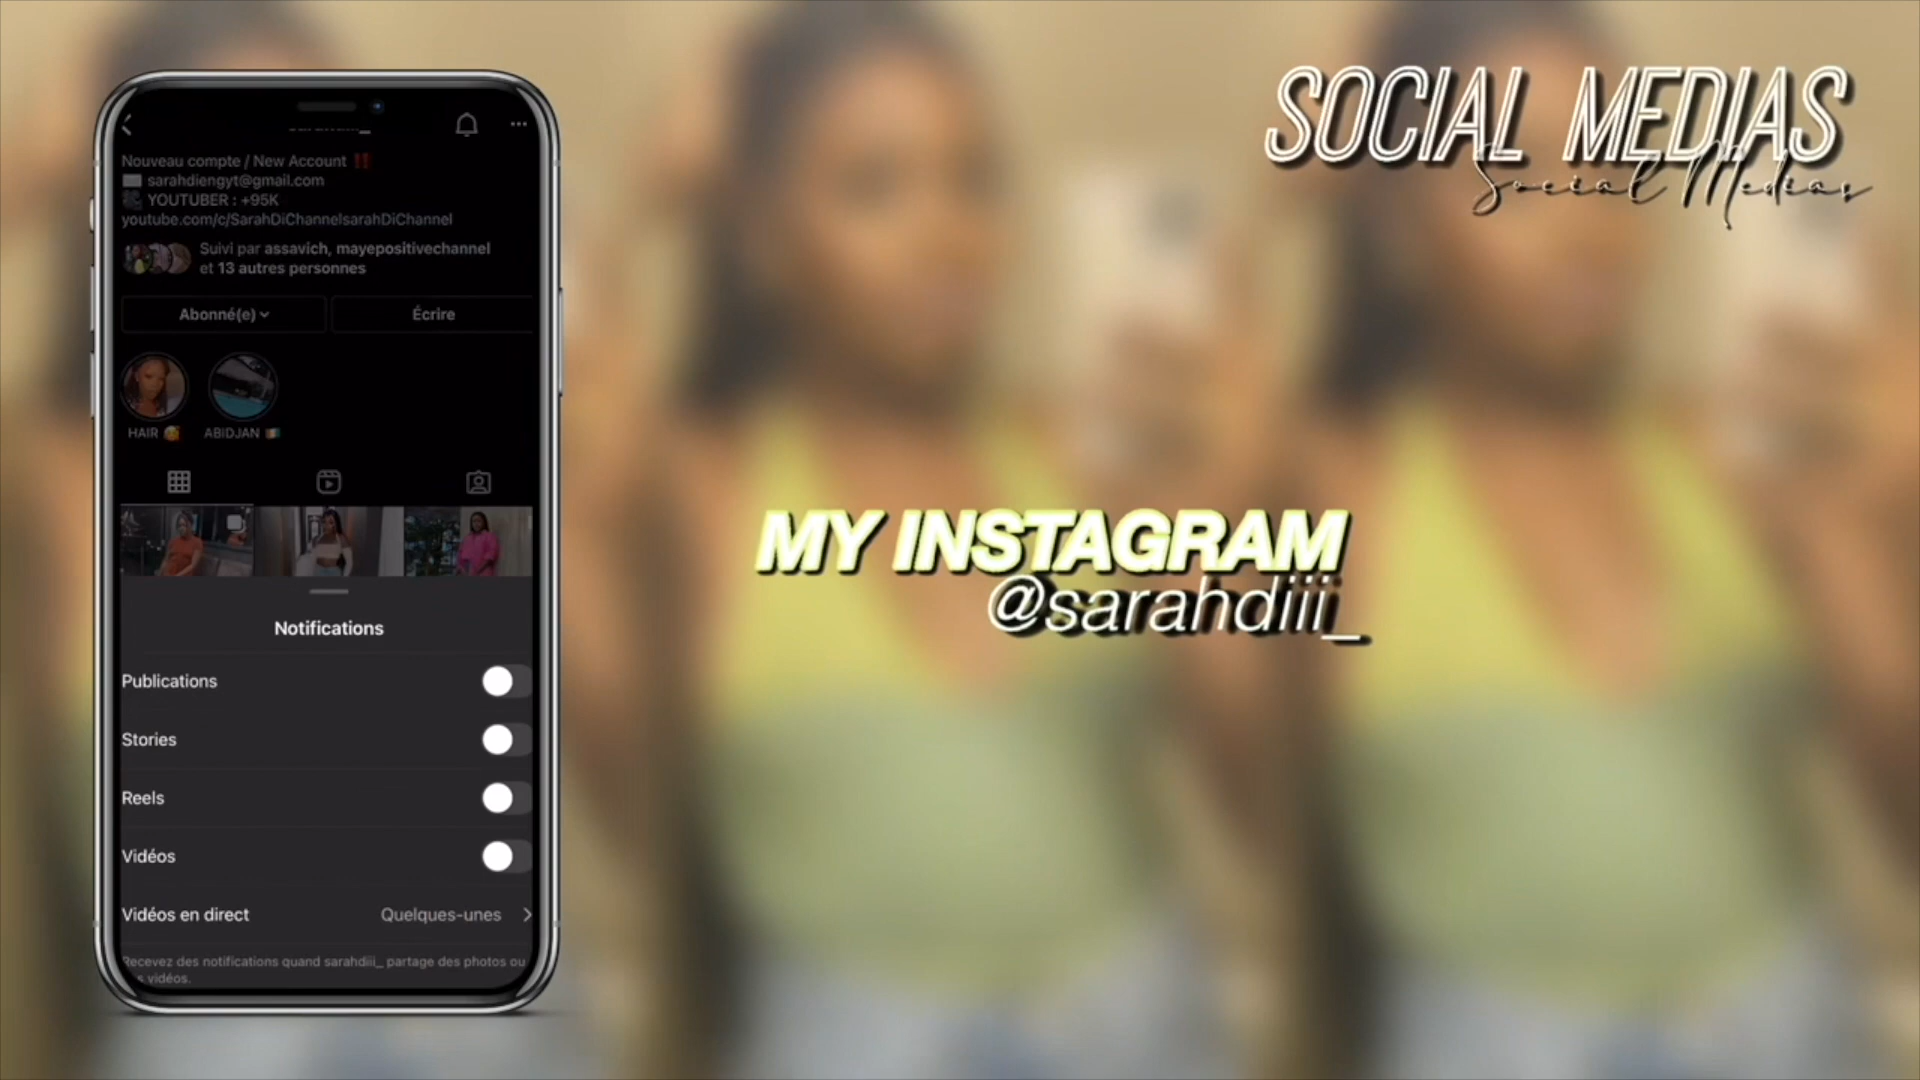 SOCIAL MEDIAS
Social Medias
Nouveau compte / New Account ‼️
sarahdiengyt@gmail.com
YOUTUBER : +95K
youtube.com/c/SarahDiChannelsarahDiChannel
Suivi par assavich, mayepositivechannel
et 13 autres personnes
Abonné(e)
Écrire
HAIR
ABIDJAN
Notifications
Publications
Stories
Reels
Vidéos
Vidéos en direct
Quelques-unes
Recevez des notifications quand sarahdiii_ partage des photos ou
vidéos.
MY INSTAGRAM
@sarahdiii_